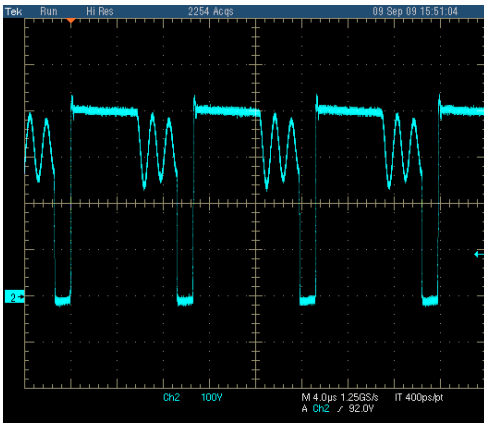 Tek Run Hi Res 2254 Acqs 09 Sep 09 15:51:04
2
Ch2 100V M 4.0µs 1.25GS/s IT 400ps/pt
A Ch2 ⁄ 92.0V